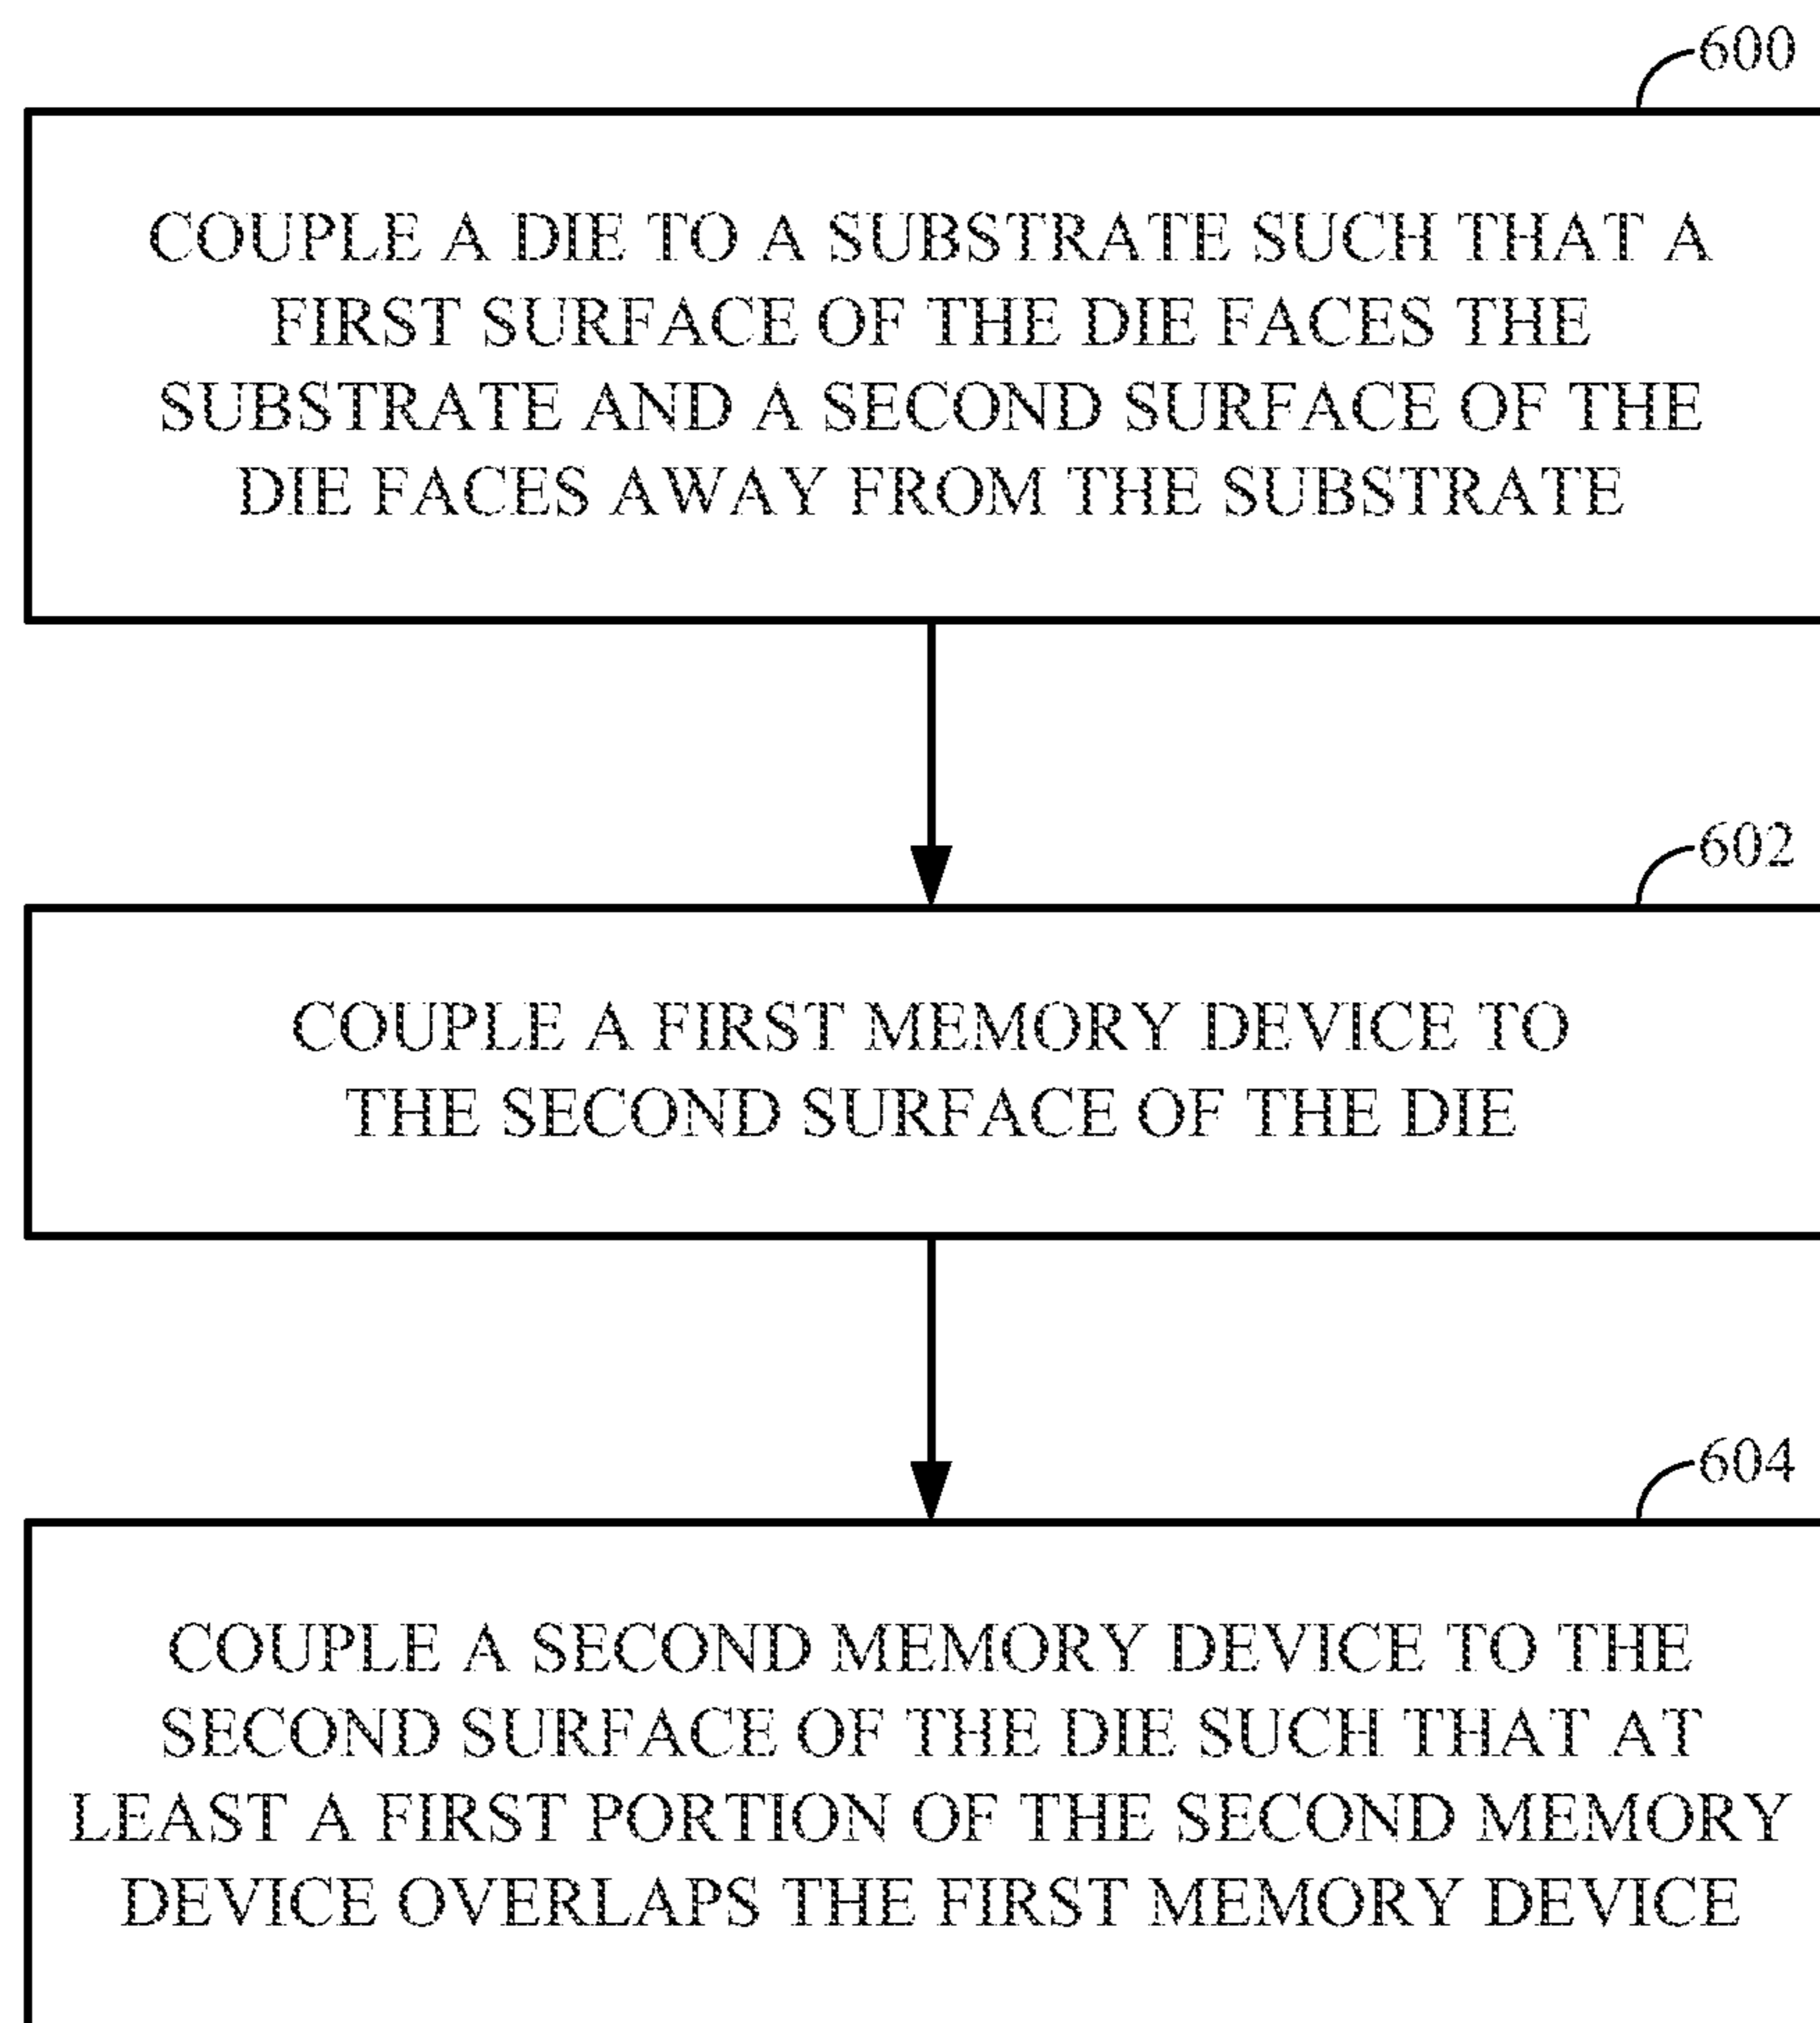 600
COUPLE A DIE TO A SUBSTRATE SUCH THAT A
FIRST SURFACE OF THE DIE FACES THE
SUBSTRATE AND A SECOND SURFACE OF THE
DIE FACES AWAY FROM THE SUBSTRATE
602
COUPLE A FIRST MEMORY DEVICE TO
THE SECOND SURFACE OF THE DIE
604
COUPLE A SECOND MEMORY DEVICE TO THE
SECOND SURFACE OF THE DIE SUCH THAT AT
LEAST A FIRST PORTION OF THE SECOND MEMORY
DEVICE OVERLAPS THE FIRST MEMORY DEVICE